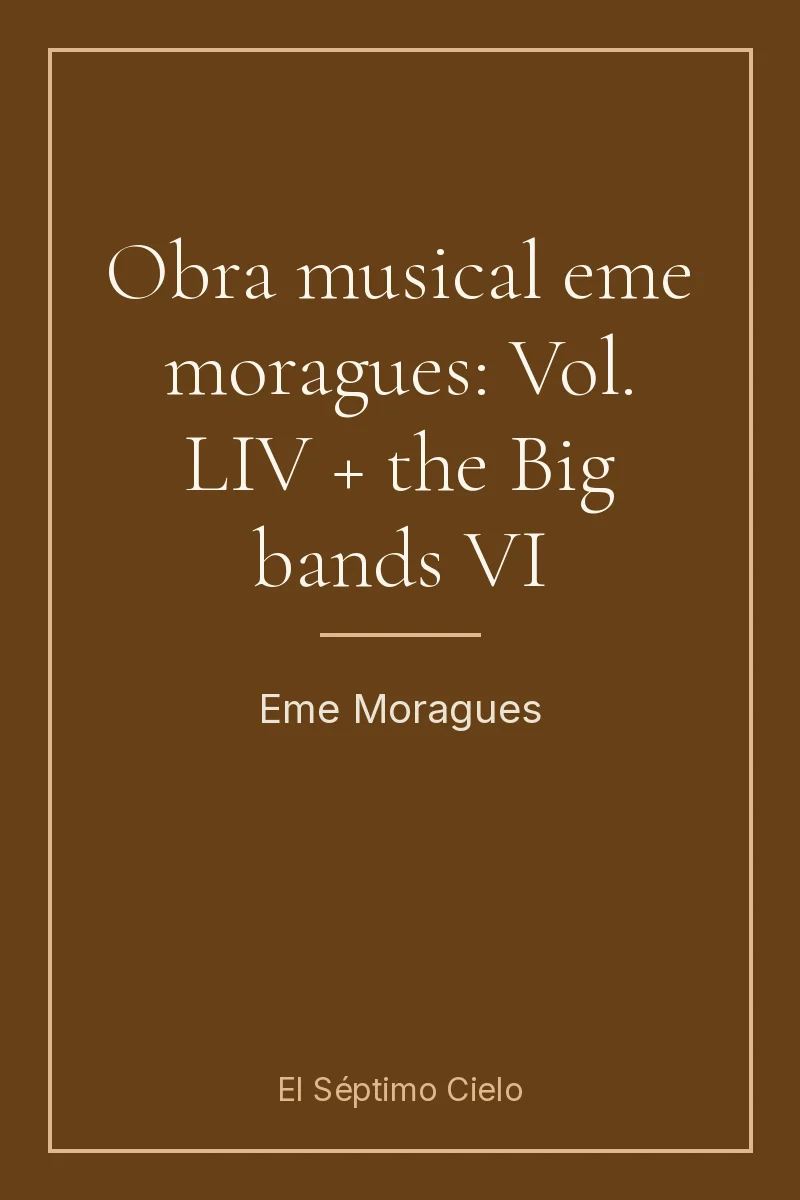 Obra musical eme
moragues: Vol.
LIV + the Big
bands VI
Eme Moragues
El Séptimo Cielo